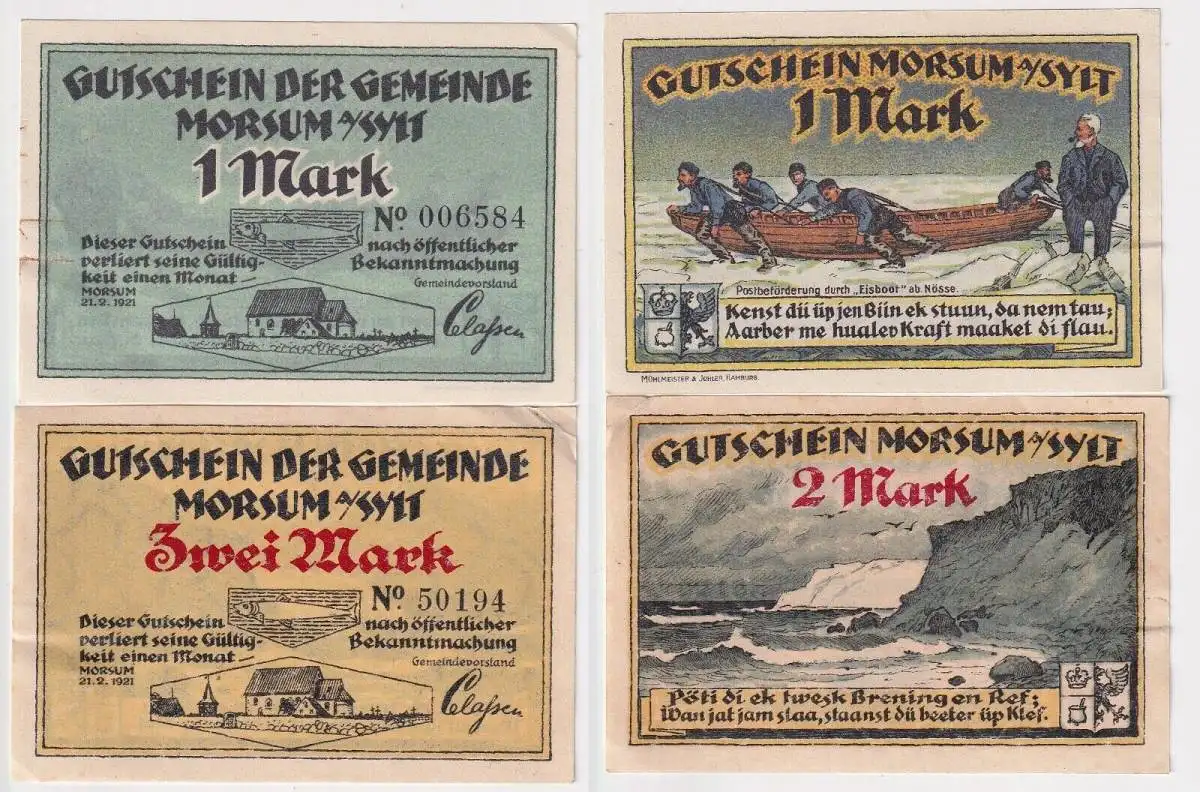 GUTSCHEIN DER GEMEINDE
MORSUM A/SYLT
1 Mark
No 006584
Dieser Gutschein
verliert seine Gültig-
keit einen Monat
nach öffentlicher
Bekanntmachung
MORSUM
21.2.1921
Gemeindevorstand
Claßen
GUTSCHEIN MORSUM A/SYLT
1 Mark
Postbeförderung durch „Eisboot" ab Nösse.
Kenst dü üp jen Biin ek stuun, da nem tau;
Aarber me hualev Kraft maaket di flau.
MÜHLMEISTER & JOHLER, HAMBURG.
GUTSCHEIN DER GEMEINDE
MORSUM A/SYLT
Zwei Mark
No 50194
Dieser Gutschein
verliert seine Gültig-
keit einen Monat
nach öffentlicher
Bekanntmachung
MORSUM
21.2.1921
Gemeindevorstand
Claßen
GUTSCHEIN MORSUM A/SYLT
2 Mark
Pöti di ek twesk Brening en Ref;
Wan jat jam slaa, staanst dü beeter üp Klef.